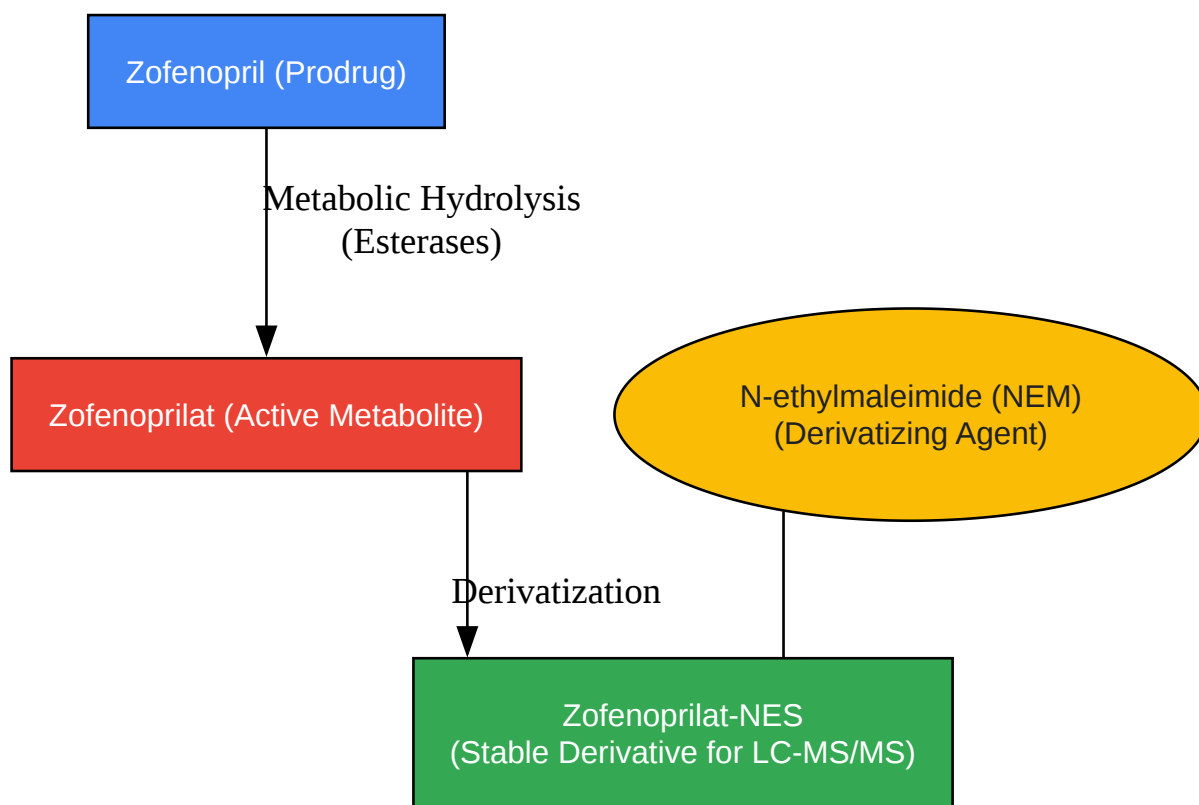 Zofenopril (Prodrug)
Metabolic Hydrolysis
(Esterases)
Zofenoprilat (Active Metabolite)
N-ethylmaleimide (NEM)
(Derivatizing Agent)
Derivatization
Zofenoprilat-NES
(Stable Derivative for LC-MS/MS)